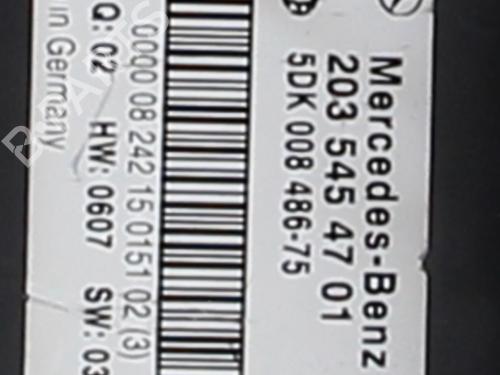 Mercedes-Benz
203 545 47 01
5DK 008 486-75
0000 08 242 15 0151 02 (3)
Q: 02 HW: 0607 SW: 03
in Germany